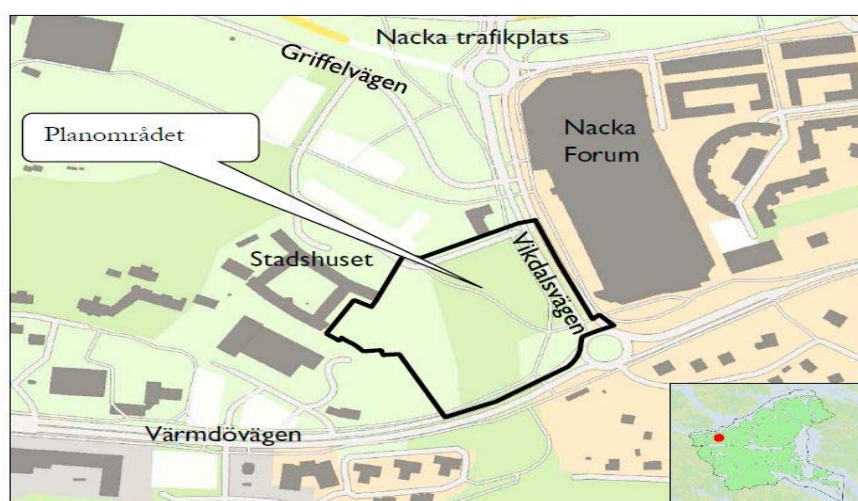 Nacka trafikplats
Griffelvägen
Planområdet
Nacka
Forum
Stadshuset
Vikdalsvägen
Värmdövägen